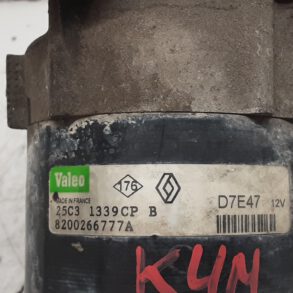 Valeo
176
D7E47 12V
MADE IN FRANCE
25C3 1339CP B
8200266777A
K4M